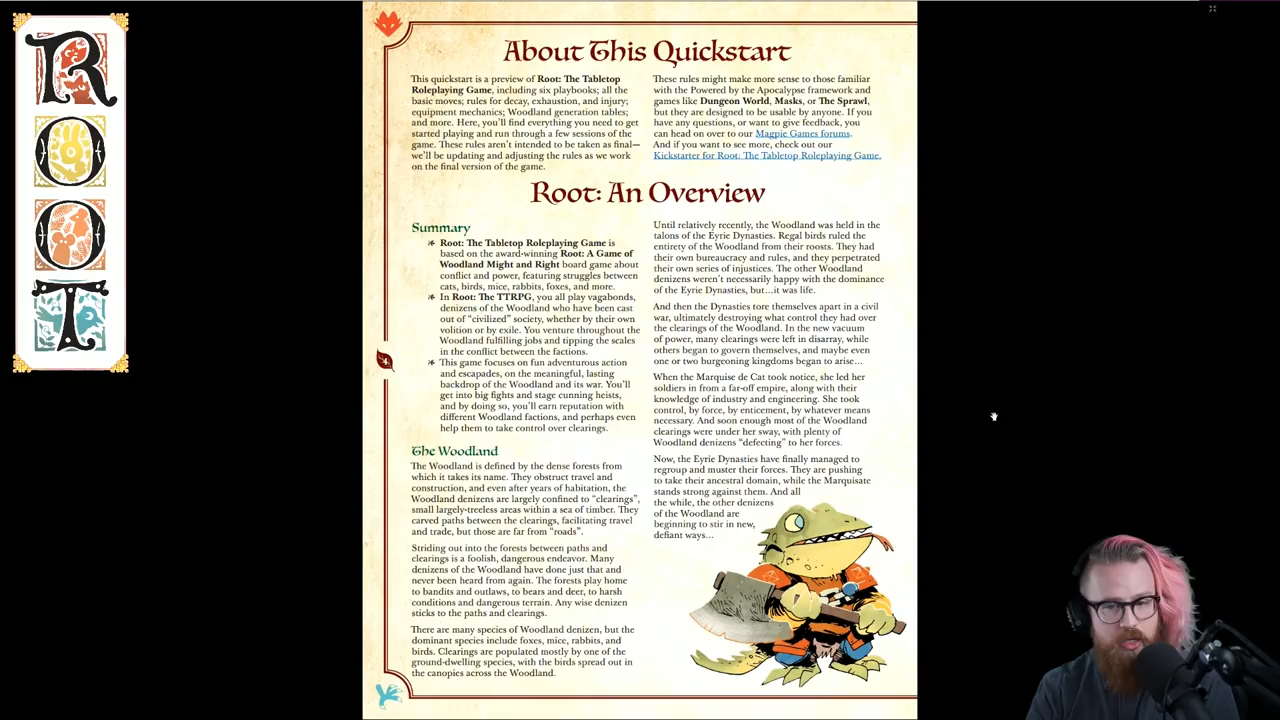 ROOT
About This Quickstart
This quickstart is a preview of Root: The Tabletop
Roleplaying Game, including six playbooks; all the
basic moves; rules for decay, exhaustion, and injury;
equipment mechanics; Woodland generation tables;
and more. Here, you'll find everything you need to get
started playing and run through a few sessions of the
game. These rules aren't intended to be taken as final—
we'll be updating and adjusting the rules as we work
on the final version of the game.
These rules might make more sense to those familiar
with the Powered by the Apocalypse framework and
games like Dungeon World, Masks, or The Sprawl,
but they are designed to be usable by anyone. If you
have any questions, or want to give feedback, you
can head on over to our Magpie Games forums.
And if you want to see more, check out our
Kickstarter for Root: The Tabletop Roleplaying Game.
Root: An Overview
Summary
Root: The Tabletop Roleplaying Game is
based on the award-winning Root: A Game of
Woodland Might and Right board game about
conflict and power, featuring struggles between
cats, birds, mice, rabbits, foxes, and more.
In Root: The TTRPG, you all play vagabonds,
denizens of the Woodland who have been cast
out of “civilized” society, whether by their own
volition or by exile. You venture throughout the
Woodland fulfilling jobs and tipping the scales
in the conflict between the factions.
This game focuses on fun adventurous action
and escapades, on the meaningful, lasting
backdrop of the Woodland and its war. You'll
get into big fights and stage cunning heists,
and by doing so, you'll earn reputation with
different Woodland factions, and perhaps even
help them to take control over clearings.
The Woodland
The Woodland is defined by the dense forests from
which it takes its name. They obstruct travel and
construction, and even after years of habitation, the
Woodland denizens are largely confined to “clearings”,
small largely-treeless areas within a sea of timber. They
carved paths between the clearings, facilitating travel
and trade, but those are far from “roads”.
Striding out into the forests between paths and
clearings is a foolish, dangerous endeavor. Many
denizens of the Woodland have done just that and
never been heard from again. The forests play home
to bandits and outlaws, to bears and deer, to harsh
conditions and dangerous terrain. Any wise denizen
sticks to the paths and clearings.
There are many species of Woodland denizen, but the
dominant species include foxes, mice, rabbits, and
birds. Clearings are populated mostly by one of the
ground-dwelling species, with the birds spread out in
the canopies across the Woodland.
Until relatively recently, the Woodland was held in the
talons of the Eyrie Dynasties. Regal birds ruled the
entirety of the Woodland from their roosts. They had
their own bureaucracy and rules, and they perpetrated
their own series of injustices. The other Woodland
denizens weren't necessarily happy with the dominance
of the Eyrie Dynasties, but…it was life.
And then the Dynasties tore themselves apart in a civil
war, ultimately destroying what control they had over
the clearings of the Woodland. In the new vacuum
of power, many clearings were left in disarray, while
others began to govern themselves, and maybe even
one or two burgeoning kingdoms began to arise…
When the Marquise de Cat took notice, she led her
soldiers in from a far-off empire, along with their
knowledge of industry and engineering. She took
control, by force, by enticement, by whatever means
necessary. And soon enough most of the Woodland
clearings were under her sway, with plenty of
Woodland denizens “defecting” to her forces.
Now, the Eyrie Dynasties have finally managed to
regroup and muster their forces. They are pushing
to take their ancestral domain, while the Marquisate
stands strong against them. And all
the while, the other denizens
of the Woodland are
beginning to stir in new,
defiant ways…
4